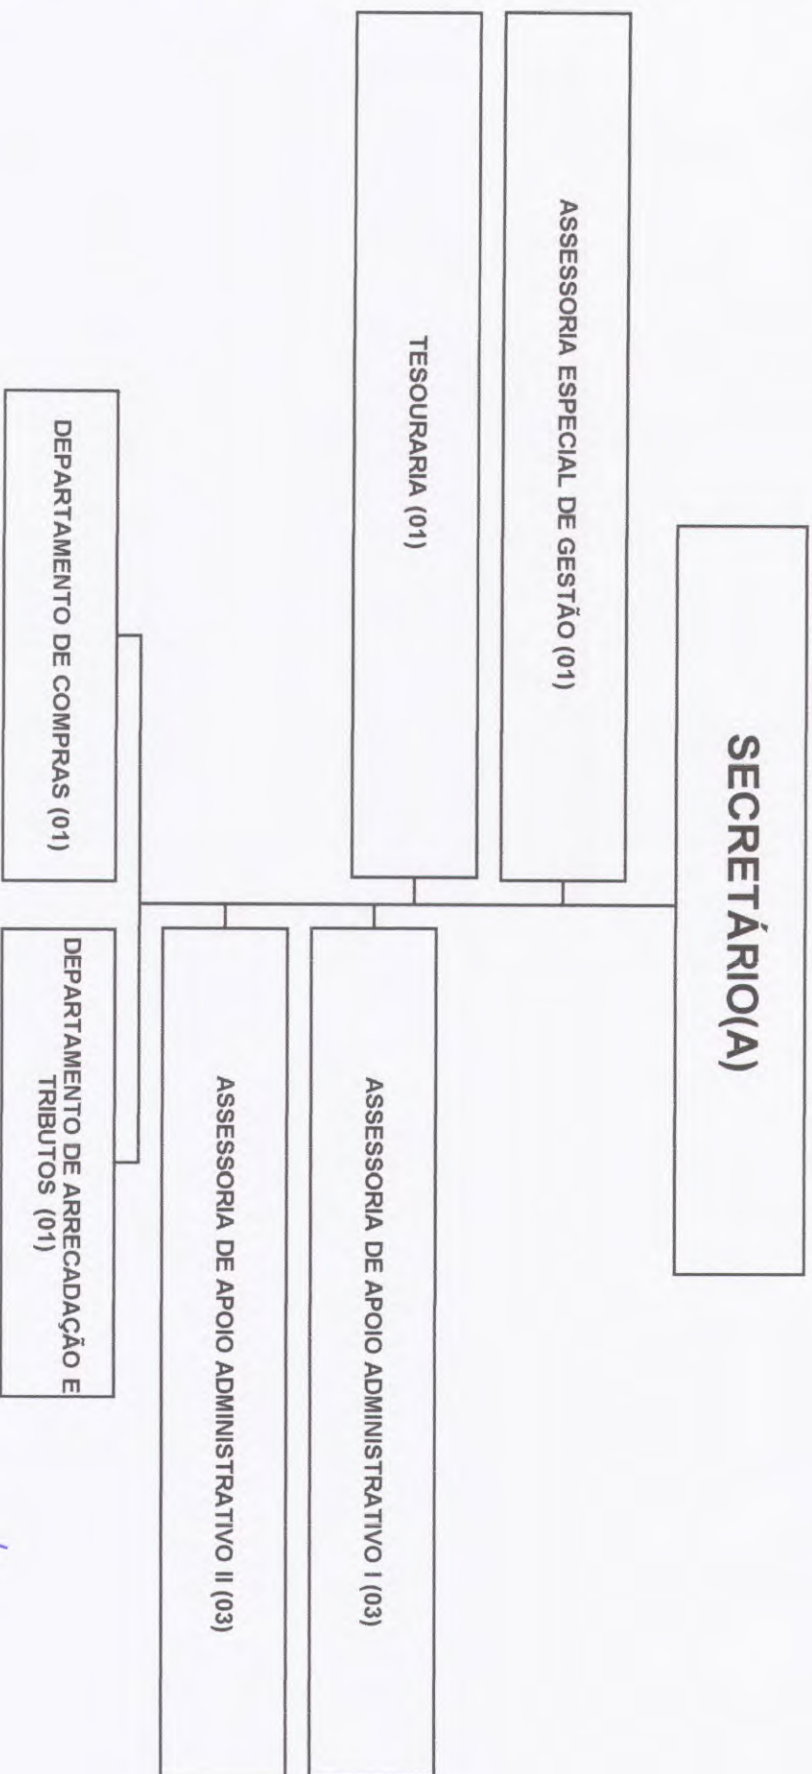 SECRETÁRIO(A)
ASSESSORIA ESPECIAL DE GESTÃO (01)
TESOURARIA (01)
ASSESSORIA DE APOIO ADMINISTRATIVO I (03)
ASSESSORIA DE APOIO ADMINISTRATIVO II (03)
DEPARTAMENTO DE COMPRAS (01)
DEPARTAMENTO DE ARRECADAÇÃO E
TRIBUTOS (01)